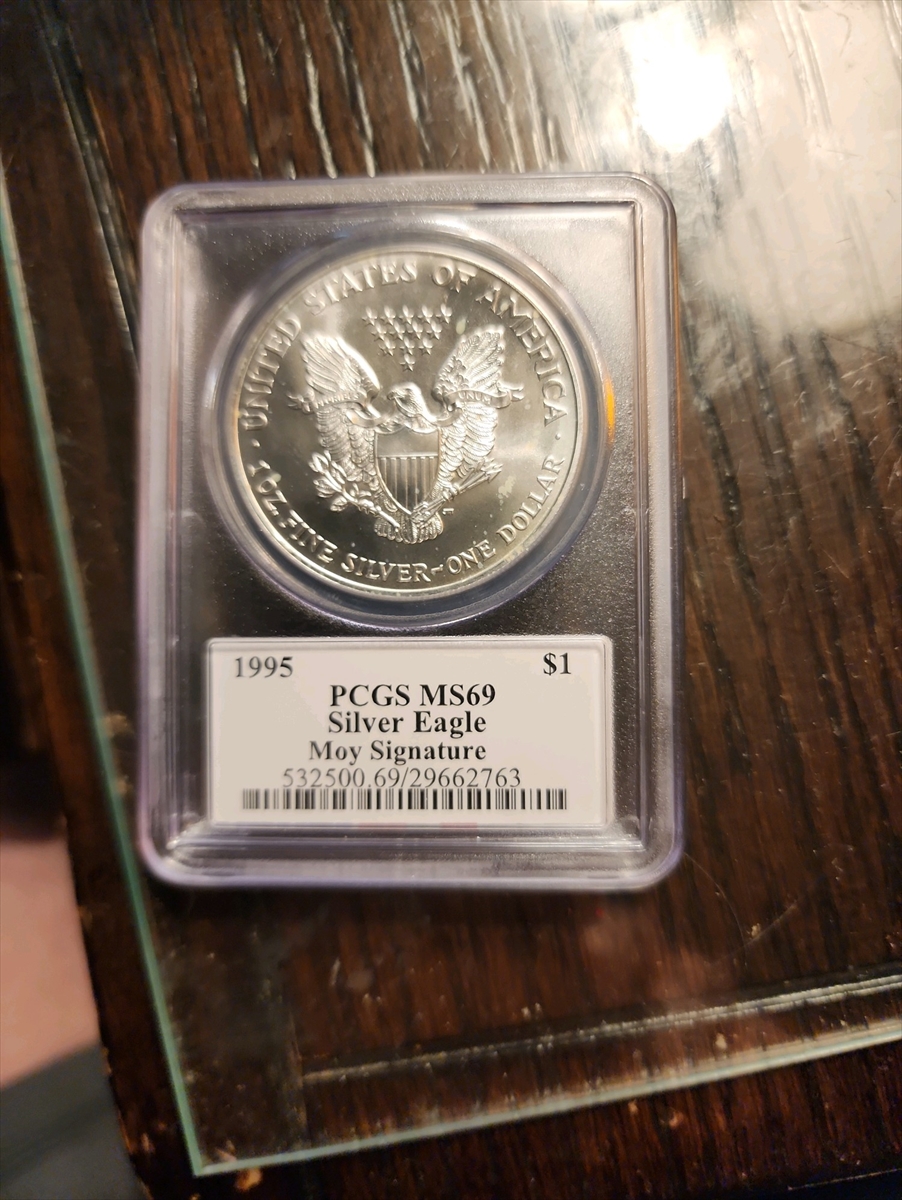 UNITED STATES OF AMERICA
1 OZ. FINE SILVER~ONE DOLLAR
UNUM
1995 $1
PCGS MS69
Silver Eagle
Moy Signature
532500.69/29662763